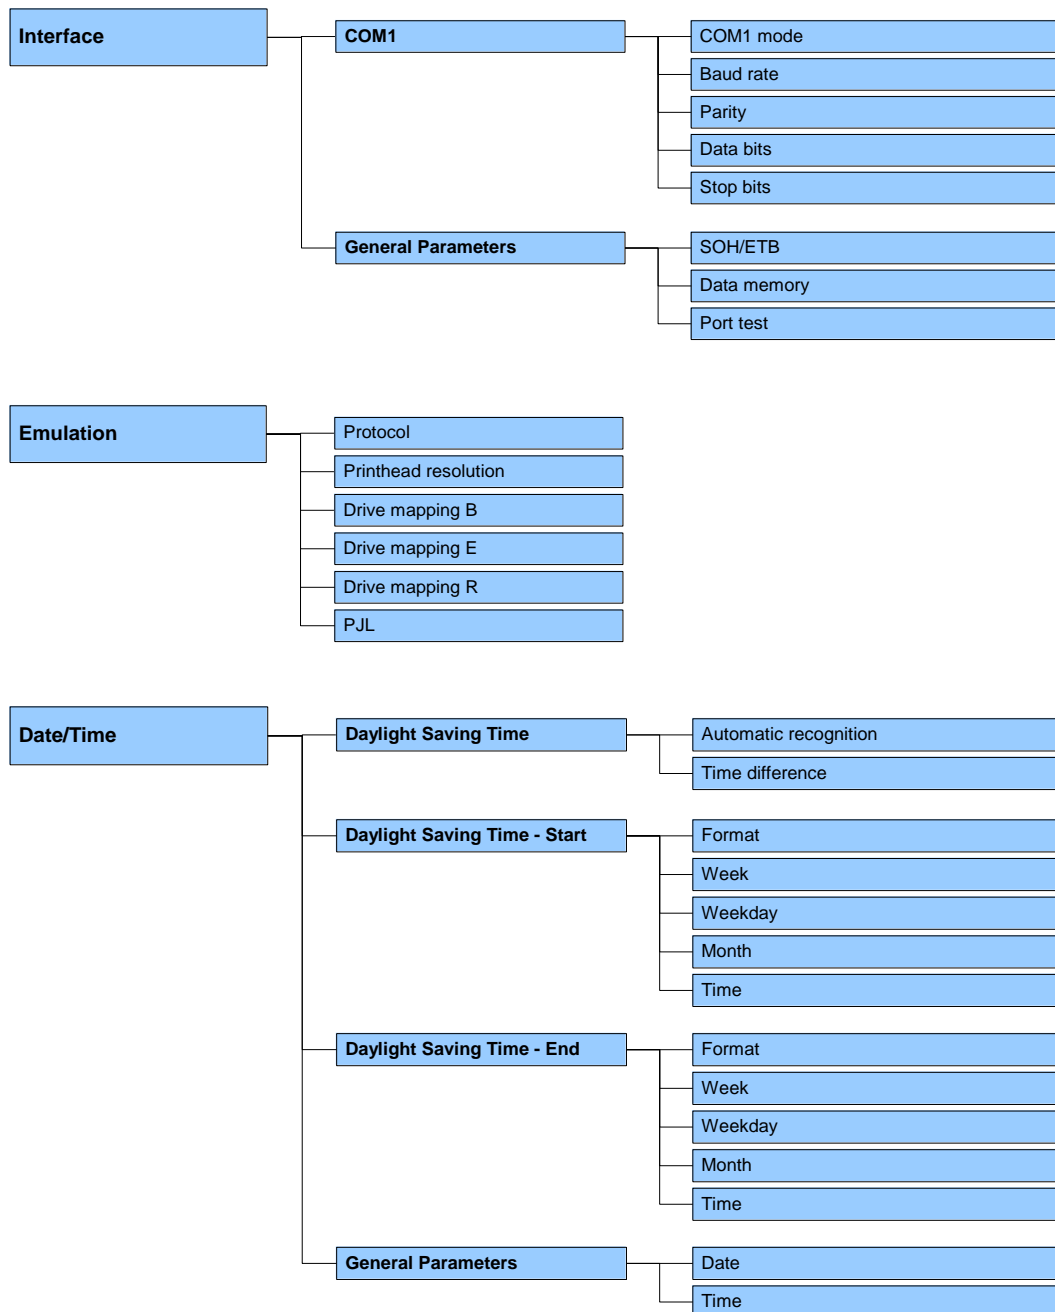 Interface
COM1
COM1 mode
Baud rate
Parity
Data bits
Stop bits
General Parameters
SOH/ETB
Data memory
Port test
Emulation
Protocol
Printhead resolution
Drive mapping B
Drive mapping E
Drive mapping R
PJL
Date/Time
Daylight Saving Time
Automatic recognition
Time difference
Daylight Saving Time - Start
Format
Week
Weekday
Month
Time
Daylight Saving Time - End
Format
Week
Weekday
Month
Time
General Parameters
Date
Time